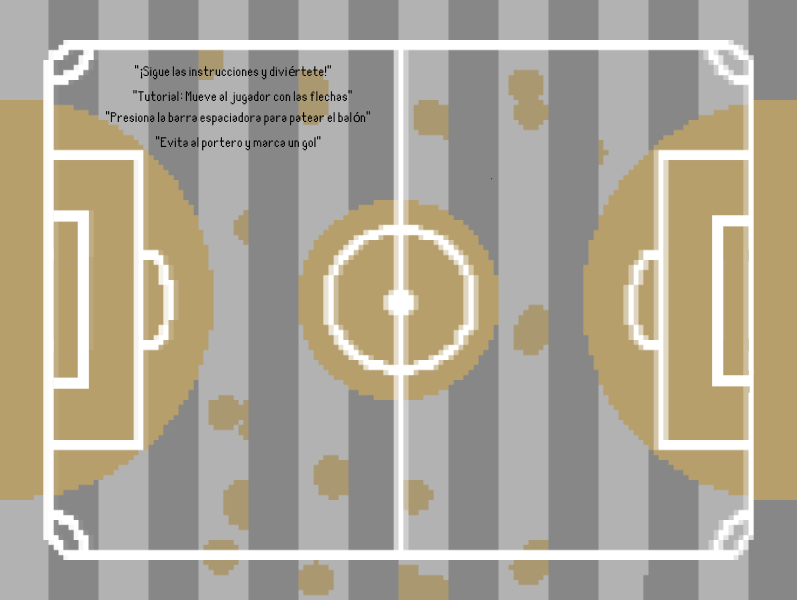 "¡Sigue las instrucciones y diviértete!"
"Tutorial: Mueve al jugador con las flechas"
"Presiona la barra espaciadora para patear el balón"
"Evita al portero y marca un gol"